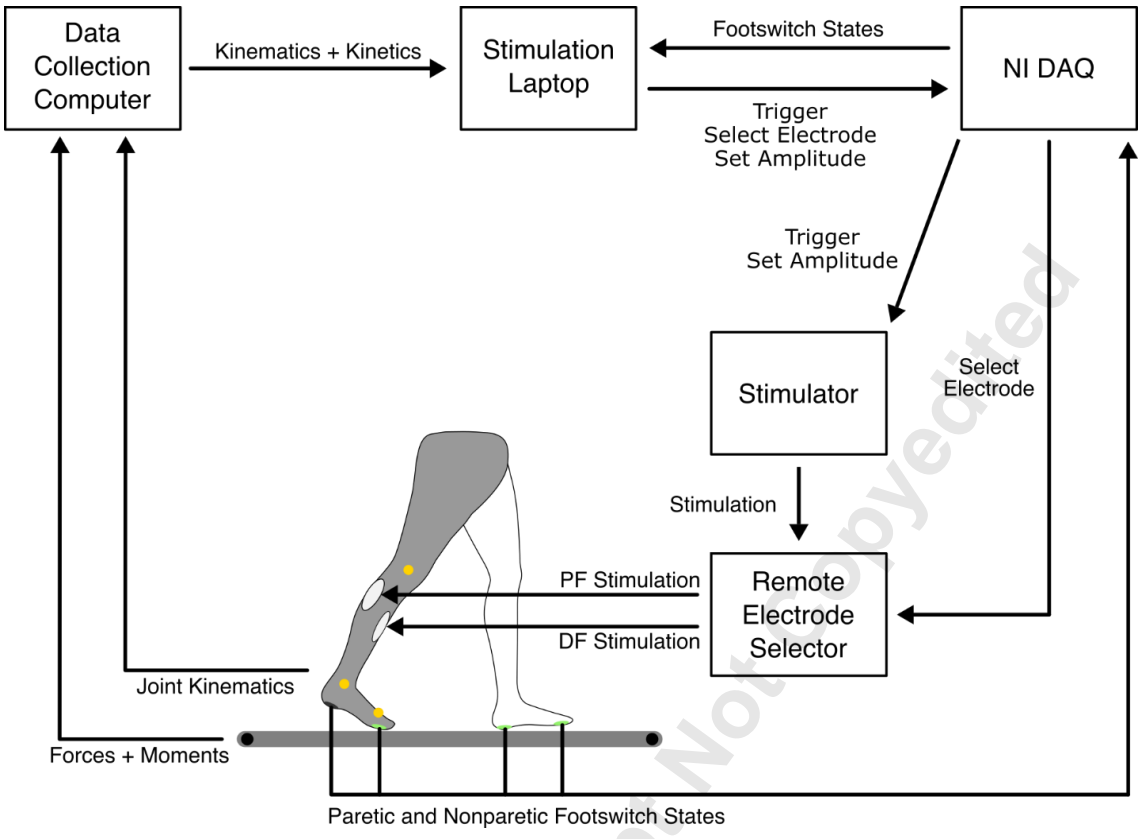 Data
Collection
Computer
Kinematics + Kinetics
Stimulation
Laptop
Footswitch States
Trigger
Select Electrode
Set Amplitude
NI DAQ
Trigger
Set Amplitude
Stimulator
Select
Electrode
Stimulation
PF Stimulation
DF Stimulation
Remote
Electrode
Selector
Joint Kinematics
Forces + Moments
Paretic and Nonparetic Footswitch States
ot Not Copyedited